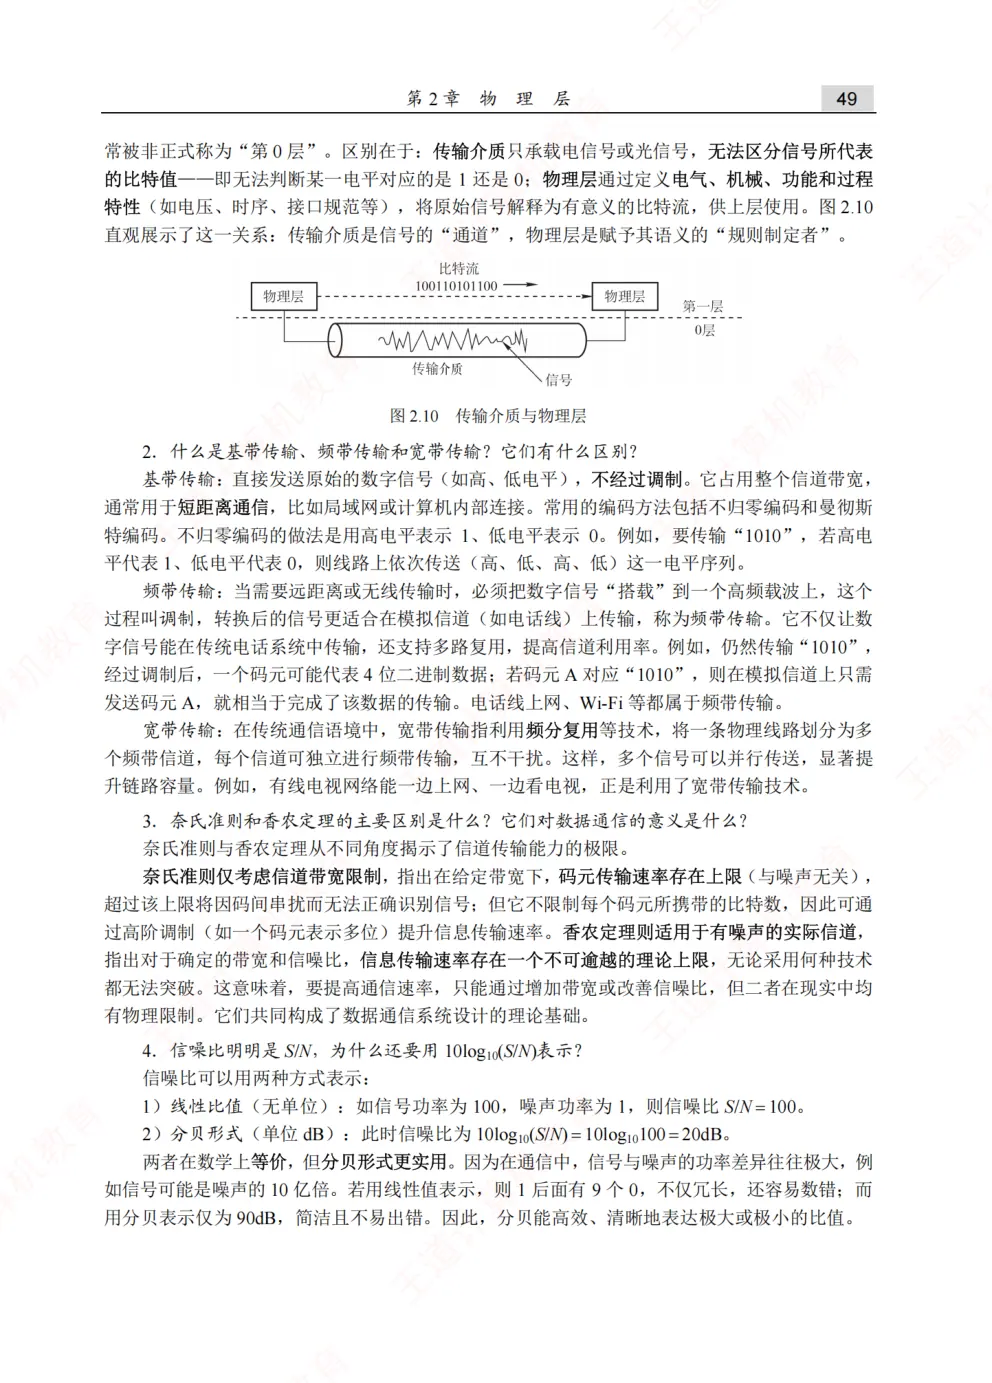 第 2 章 物 理 层
49
常被非正式称为“第 0 层”。区别在于：传输介质只承载电信号或光信号，无法区分信号所代表
的比特值——即无法判断某一电平对应的是 1 还是 0；物理层通过定义电气、机械、功能和过程
特性（如电压、时序、接口规范等），将原始信号解释为有意义的比特流，供上层使用。图 2.10
直观展示了这一关系：传输介质是信号的“通道”，物理层是赋予其语义的“规则制定者”。
比特流
100110101100
物理层
物理层
第一层
0层
传输介质
信号
图 2.10 传输介质与物理层
2．什么是基带传输、频带传输和宽带传输？它们有什么区别？
基带传输：直接发送原始的数字信号（如高、低电平），不经过调制。它占用整个信道带宽，
通常用于短距离通信，比如局域网或计算机内部连接。常用的编码方法包括不归零编码和曼彻斯
特编码。不归零编码的做法是用高电平表示 1、低电平表示 0。例如，要传输“1010”，若高电
平代表 1、低电平代表 0，则线路上依次传送（高、低、高、低）这一电平序列。
频带传输：当需要远距离或无线传输时，必须把数字信号“搭载”到一个高频载波上，这个
过程叫调制，转换后的信号更适合在模拟信道（如电话线）上传输，称为频带传输。它不仅让数
字信号能在传统电话系统中传输，还支持多路复用，提高信道利用率。例如，仍然传输“1010”，
经过调制后，一个码元可能代表 4 位二进制数据；若码元 A 对应“1010”，则在模拟信道上只需
发送码元 A，就相当于完成了该数据的传输。电话线上网、Wi-Fi 等都属于频带传输。
宽带传输：在传统通信语境中，宽带传输指利用频分复用等技术，将一条物理线路划分为多
个频带信道，每个信道可独立进行频带传输，互不干扰。这样，多个信号可以并行传送，显著提
升链路容量。例如，有线电视网络能一边上网、一边看电视，正是利用了宽带传输技术。
3．奈氏准则和香农定理的主要区别是什么？它们对数据通信的意义是什么？
奈氏准则与香农定理从不同角度揭示了信道传输能力的极限。
奈氏准则仅考虑信道带宽限制，指出在给定带宽下，码元传输速率存在上限（与噪声无关），
超过该上限将因码间串扰而无法正确识别信号；但它不限制每个码元所携带的比特数，因此可通
过高阶调制（如一个码元表示多位）提升信息传输速率。香农定理则适用于有噪声的实际信道，
指出对于确定的带宽和信噪比，信息传输速率存在一个不可逾越的理论上限，无论采用何种技术
都无法突破。这意味着，要提高通信速率，只能通过增加带宽或改善信噪比，但二者在现实中均
有物理限制。它们共同构成了数据通信系统设计的理论基础。
4．信噪比明明是 S/N，为什么还要用 10log₁₀(S/N)表示？
信噪比可以用两种方式表示：
1）线性比值（无单位）：如信号功率为 100，噪声功率为 1，则信噪比 S/N = 100。
2）分贝形式（单位 dB）：此时信噪比为 10log₁₀(S/N) = 10log₁₀100 = 20dB。
两者在数学上等价，但分贝形式更实用。因为在通信中，信号与噪声的功率差异往往极大，例
如信号可能是噪声的 10 亿倍。若用线性值表示，则 1 后面有 9 个 0，不仅冗长，还容易数错；而
用分贝表示仅为 90dB，简洁且不易出错。因此，分贝能高效、清晰地表达极大或极小的比值。